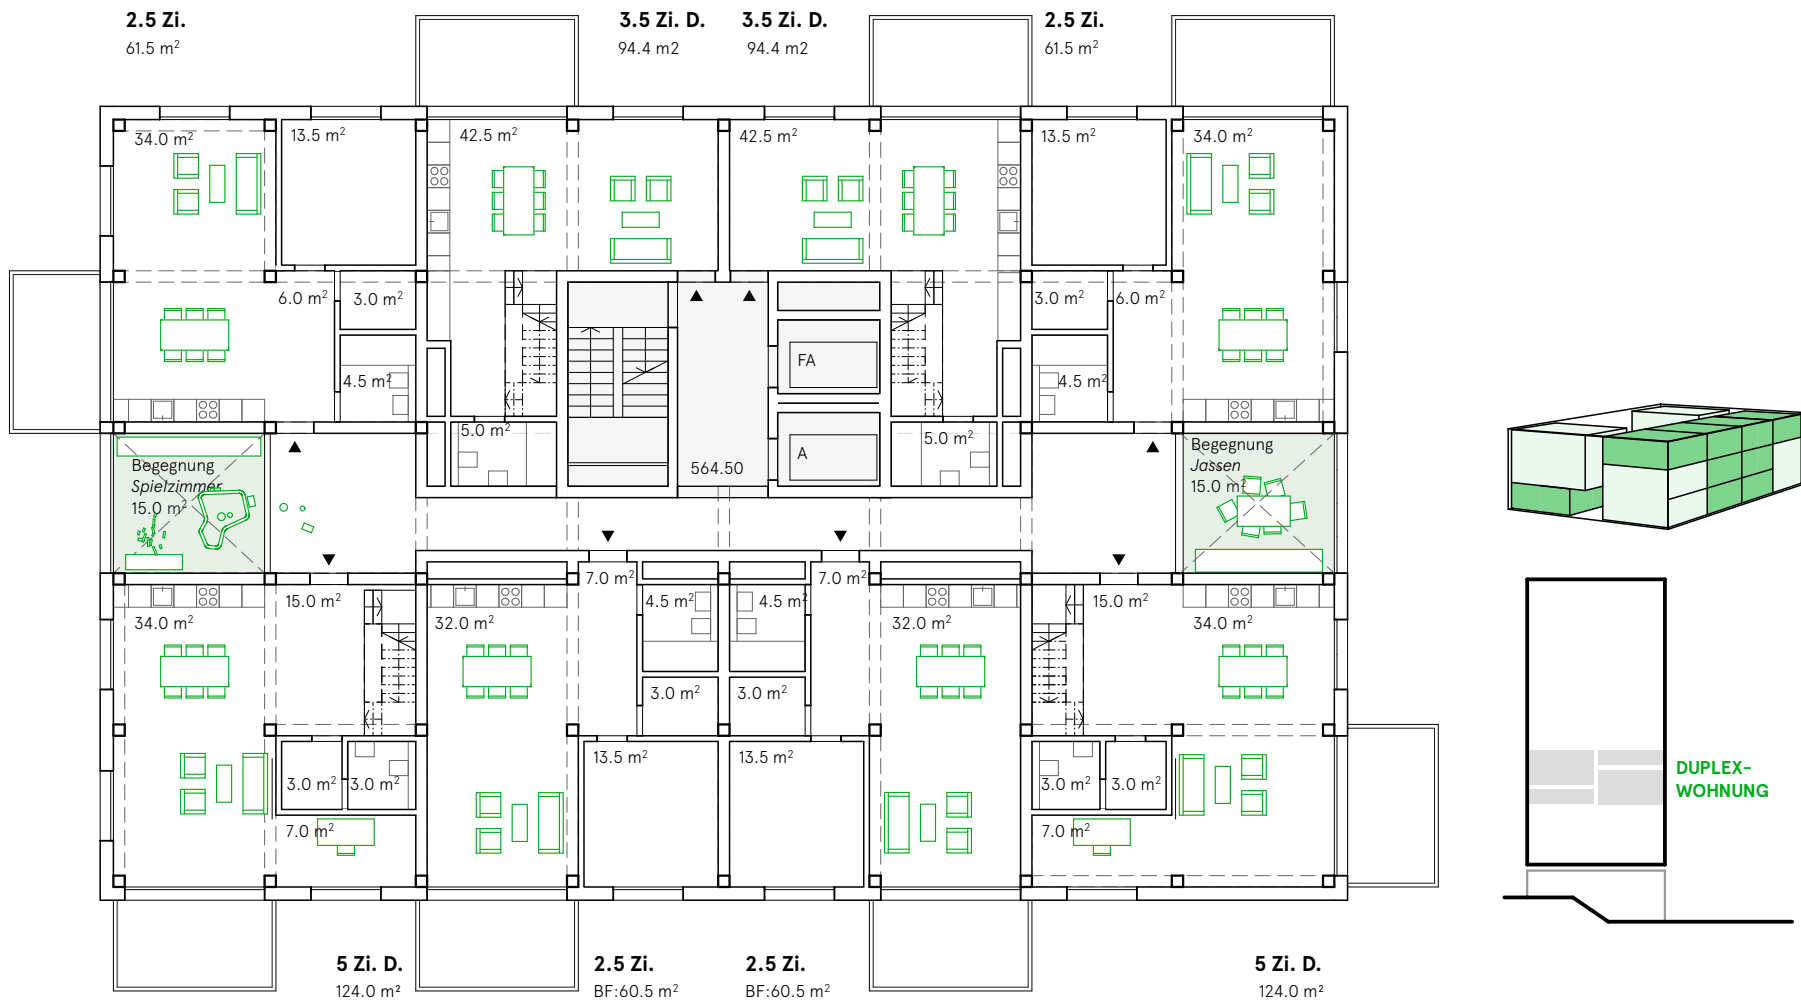 2.5 Zi.
61.5 m²
3.5 Zi. D.
94.4 m2
3.5 Zi. D.
94.4 m2
2.5 Zi.
61.5 m²
34.0 m²
13.5 m²
42.5 m²
42.5 m²
13.5 m²
34.0 m²
6.0 m²
3.0 m²
3.0 m²
6.0 m²
FA
4.5 m²
4.5 m²
5.0 m²
5.0 m²
A
564.50
Begegnung
Spielzimmer
15.0 m²
Begegnung
Jassen
15.0 m²
7.0 m²
7.0 m²
15.0 m²
4.5 m²
4.5 m²
15.0 m²
34.0 m²
32.0 m²
32.0 m²
34.0 m²
3.0 m²
3.0 m²
13.5 m²
13.5 m²
3.0 m²
3.0 m²
3.0 m²
3.0 m²
7.0 m²
7.0 m²
DUPLEX-
WOHNUNG
5 Zi. D.
124.0 m²
2.5 Zi.
BF:60.5 m²
2.5 Zi.
BF:60.5 m²
5 Zi. D.
124.0 m²